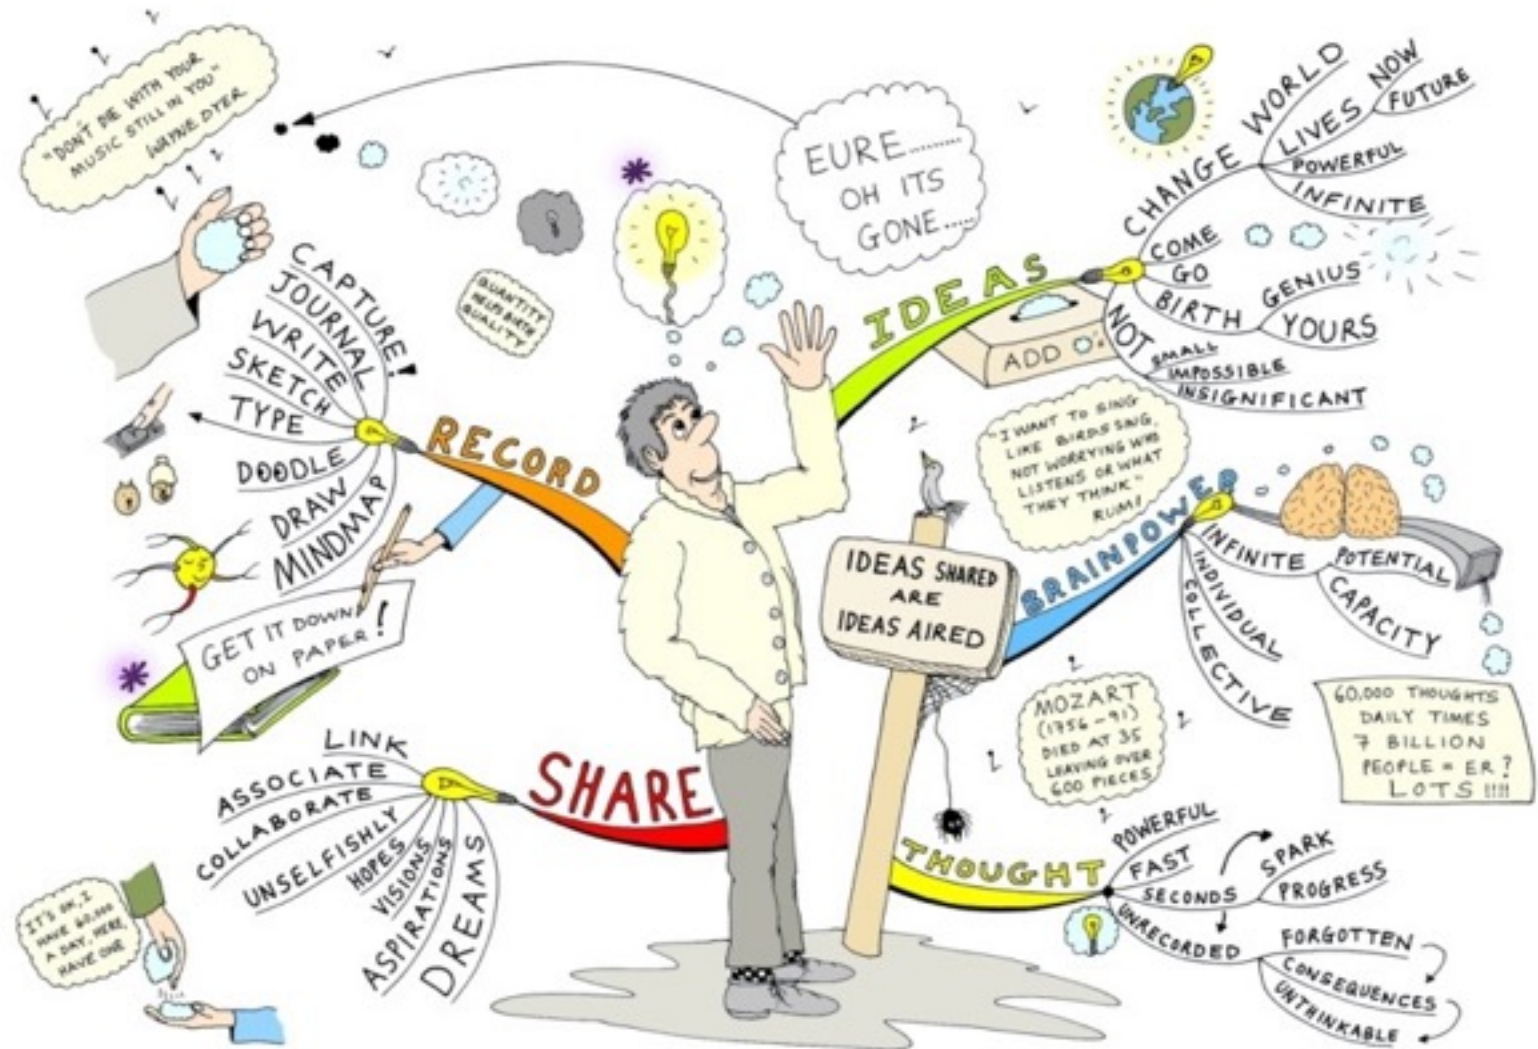 "DON'T DIE WITH YOUR
MUSIC STILL IN YOU"
WAYNE DYER
EURE........
OH ITS
GONE.....
QUANTITY
HELPS BIRTH
QUALITY
IDEAS
CHANGE
WORLD
LIVES
NOW
FUTURE
POWERFUL
INFINITE
COME
GO
BIRTH
GENIUS
YOURS
NOT
SMALL
IMPOSSIBLE
INSIGNIFICANT
ADD
RECORD
CAPTURE!
JOURNAL
WRITE
SKETCH
TYPE
DOODLE
DRAW
MINDMAP
GET IT DOWN
ON PAPER!
"I WANT TO SING
LIKE BIRDS SING,
NOT WORRYING WHO
LISTENS OR WHAT
THEY THINK"
RUMI
IDEAS SHARED
ARE
IDEAS AIRED
BRAINPOWER
INFINITE
POTENTIAL
CAPACITY
INDIVIDUAL
COLLECTIVE
60,000 THOUGHTS
DAILY TIMES
7 BILLION
PEOPLE = ER?
LOTS !!!!
MOZART
(1756-91)
DIED AT 35
LEAVING OVER
600 PIECES
SHARE
LINK
ASSOCIATE
COLLABORATE
UNSELFISHLY
HOPES
VISIONS
ASPIRATIONS
DREAMS
IT'S OK, I
HAVE 60,000
A DAY, HERE,
HAVE ONE
THOUGHT
POWERFUL
FAST
SECONDS
SPARK
PROGRESS
UNRECORDED
FORGOTTEN
CONSEQUENCES
UNTHINKABLE